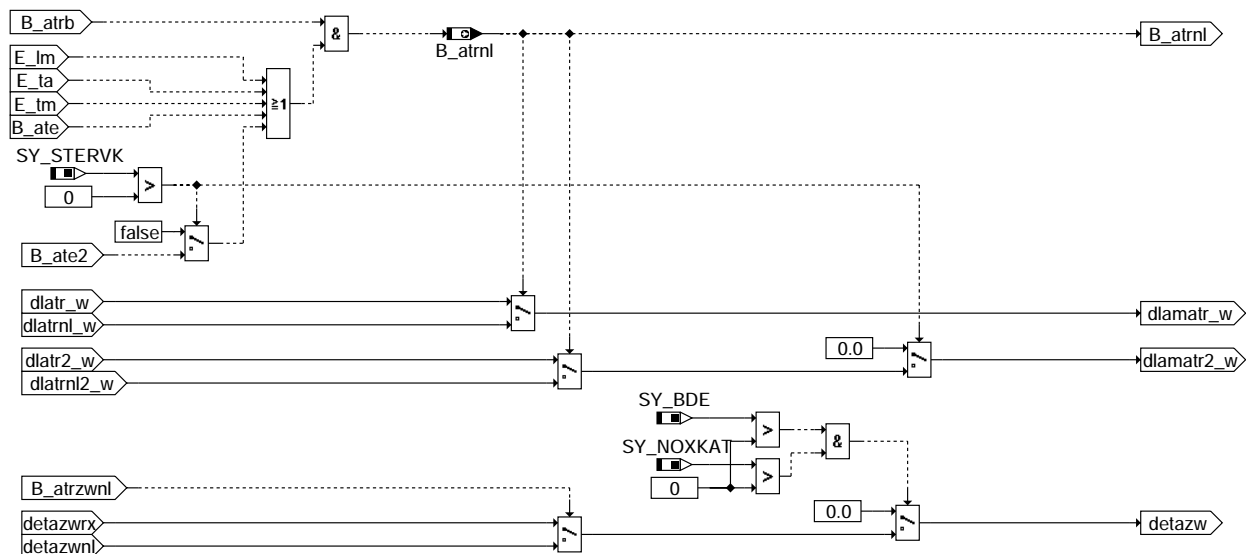 B_atrb
&
B_atrnl
B_atrnl
E_lm
E_ta
E_tm
B_ate
≧1
SY_STERVK
>
0
false
B_ate2
dlatr_w
dlatrnl_w
dlamatr_w
dlatr2_w
dlatrnl2_w
0.0
dlamatr2_w
SY_BDE
>
&
SY_NOXKAT
>
0
B_atrzwnl
detazwrx
detazwnl
0.0
detazw